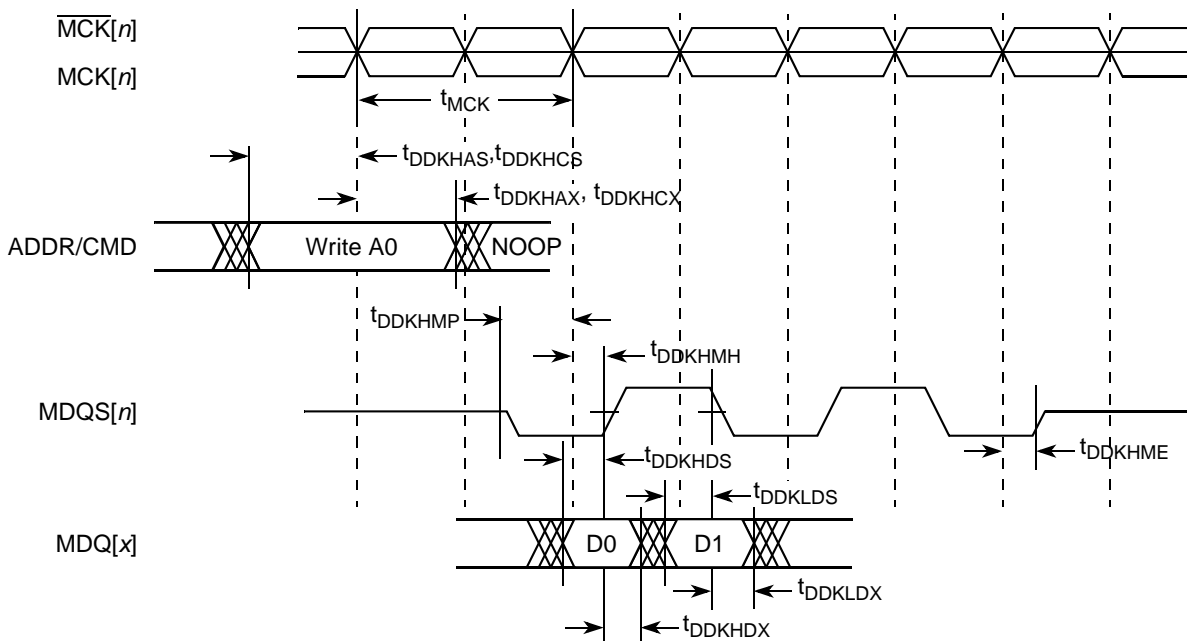 MCK[n]
MCK[n]
tMCK
tDDKHAS,tDDKHCS
tDDKHAX, tDDKHCX
ADDR/CMD
Write A0
NOOP
tDDKHMP
tDDKHMH
MDQS[n]
tDDKHDS
tDDKHME
tDDKLDS
MDQ[x]
D0
D1
tDDKLDX
tDDKHDX